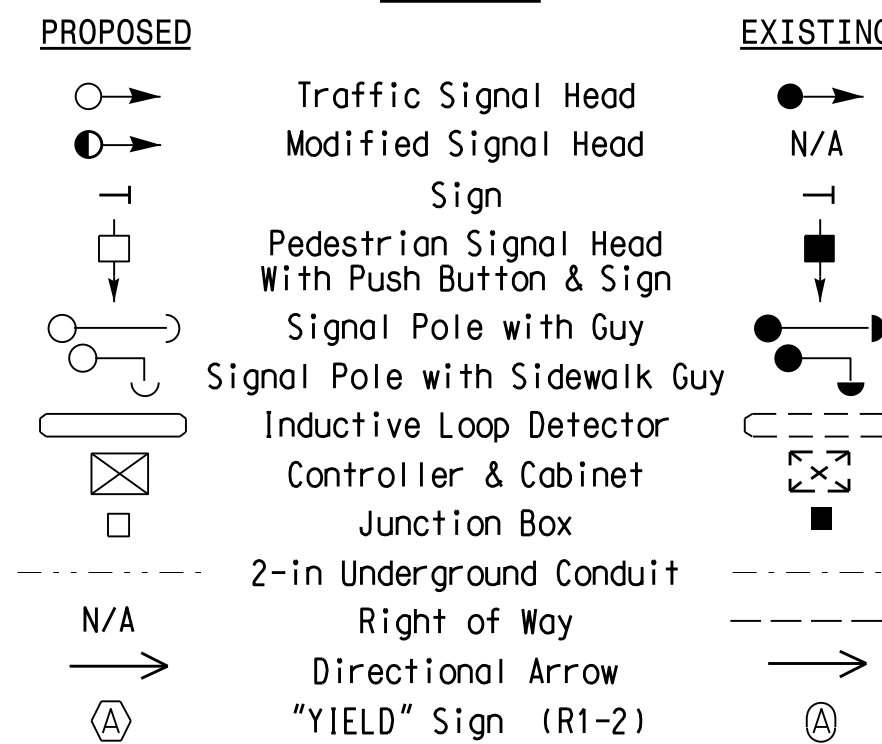 PROPOSED EXISTING
Traffic Signal Head
Modified Signal Head N/A
Sign
Pedestrian Signal Head
With Push Button & Sign
Signal Pole with Guy
Signal Pole with Sidewalk Guy
Inductive Loop Detector
Controller & Cabinet
Junction Box
2-in Underground Conduit
N/A Right of Way
Directional Arrow
A "YIELD" Sign (R1-2) A